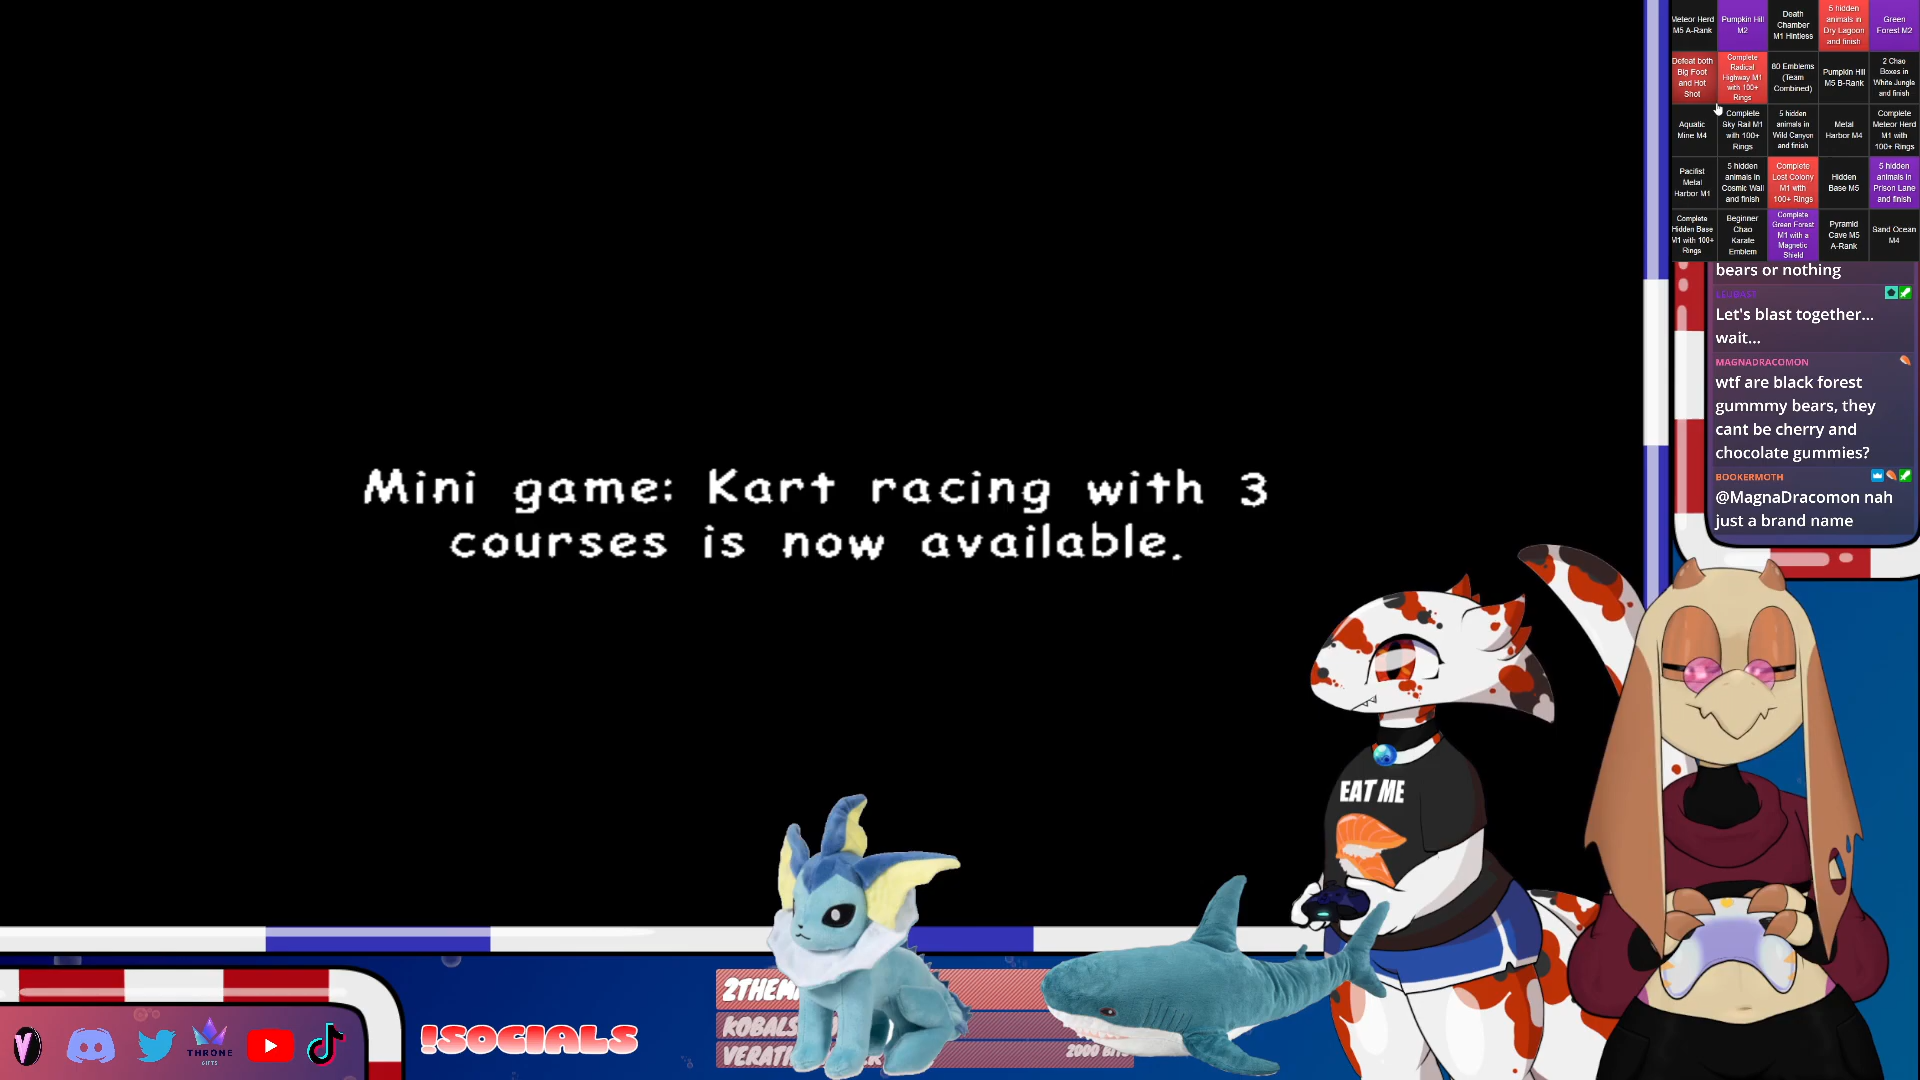 Meteor Herd
M5 A-Rank
Pumpkin Hill
M2
Death
Chamber
M1 Hintless
5 hidden
animals in
Dry Lagoon
and finish
Green
Forest M2
Defeat both
Big Foot
and Hot
Shot
Complete
Radical
Highway M1
with 100+
Rings
80 Emblems
(Team
Combined)
Pumpkin Hill
M5 B-Rank
2 Chao
Boxes in
White Jungle
and finish
Aquatic
Mine M4
Complete
Sky Rail M1
with 100+
Rings
5 hidden
animals in
Wild Canyon
and finish
Metal
Harbor M4
Complete
Meteor Herd
M1 with
100+ Rings
Pacifist
Metal
Harbor M1
5 hidden
animals in
Cosmic Wall
and finish
Complete
Lost Colony
M1 with
100+ Rings
Hidden
Base M5
5 hidden
animals in
Prison Lane
and finish
Complete
Hidden Base
M1 with 100+
Rings
Beginner
Chao
Karate
Emblem
Complete
Green Forest
M1 with a
Magnetic
Shield
Pyramid
Cave M5
A-Rank
Sand Ocean
M4
bears or nothing
LEUBAST
Let's blast together...
wait...
MAGNADRACOMON
wtf are black forest
gummmy bears, they
cant be cherry and
chocolate gummies?
BOOKERMOTH
@MagnaDracomon nah
just a brand name
Mini game: Kart racing with 3
courses is now available.
EAT ME
2THEM
KOBALS
VERAT
2000 BITS
THRONE
GIFTS
!SOCIALS